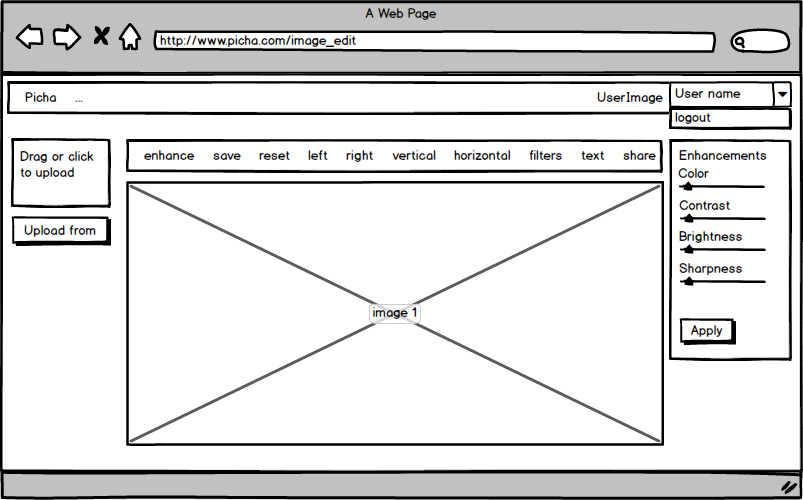 A Web Page
http://www.picha.com/image_edit
Picha ... UserImage User name
logout
Drag or click
to upload
Upload from
enhance save reset left right vertical horizontal filters text share
image 1
Enhancements
Color
Contrast
Brightness
Sharpness
Apply